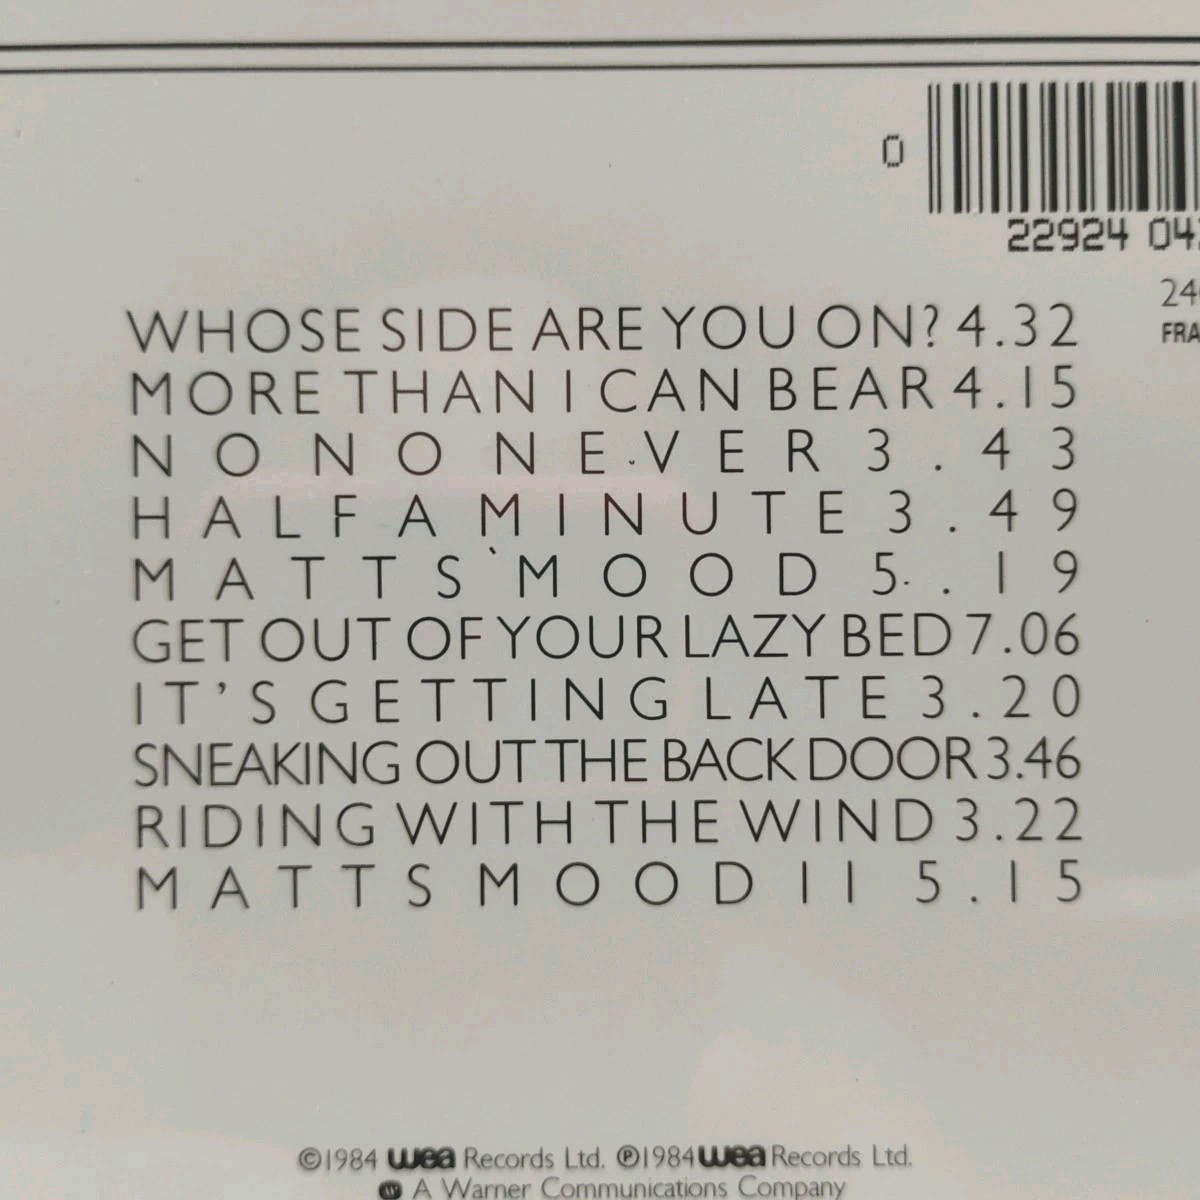 0
22924 04
24
FRA
WHOSE SIDE ARE YOU ON? 4.32
MORE THAN I CAN BEAR 4.15
NO NO NEVER 3.43
HALF A MINUTE 3.49
MATTS`MOOD 5.19
GET OUT OF YOUR LAZY BED 7.06
IT'S GETTING LATE 3.20
SNEAKING OUT THE BACK DOOR 3.46
RIDING WITH THE WIND 3.22
MATTS MOOD II 5.15
©1984 wea Records Ltd. ℗1984 wea Records Ltd.
A Warner Communications Company